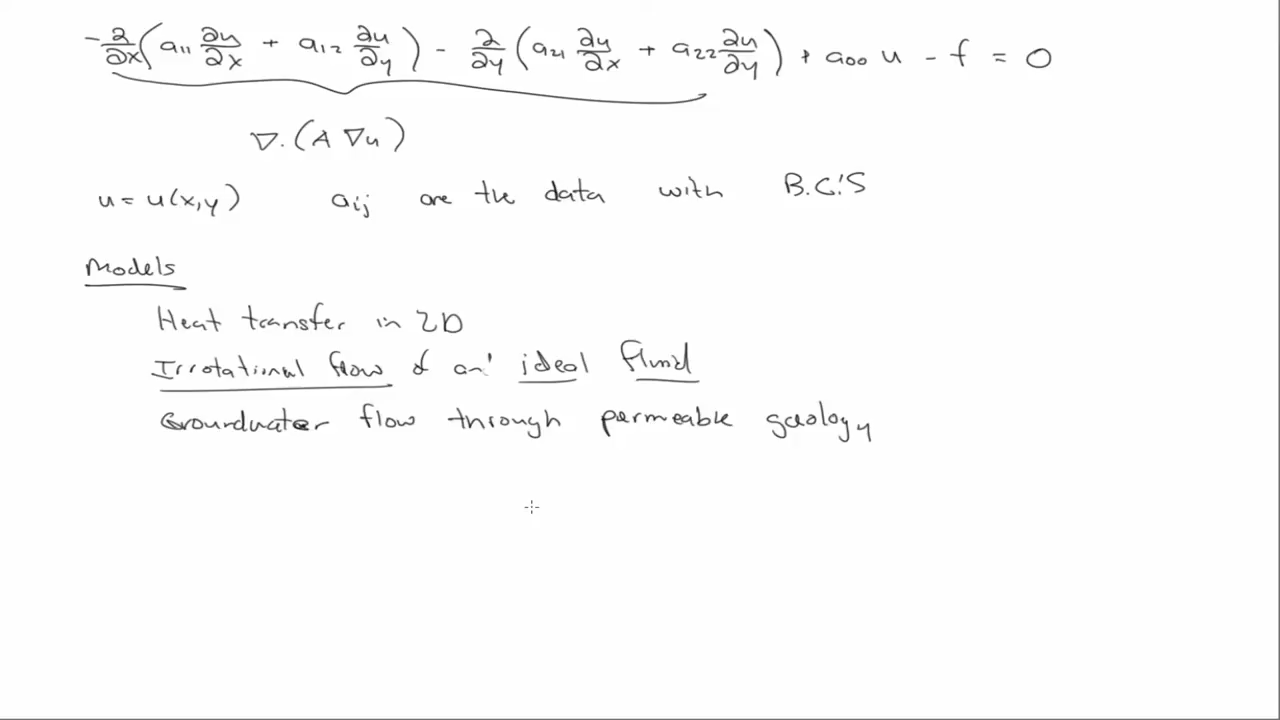 -∂/∂x(a11 ∂u/∂x + a12 ∂u/∂y) - ∂/∂y(a21 ∂u/∂x + a22 ∂u/∂y) + a00 u - f = 0
∇·(A ∇u)
u = u(x,y) aij are the data with B.C.'s
Models
Heat transfer in 2D
Irrotational flow of an ideal fluid
Groundwater flow through permeable geology